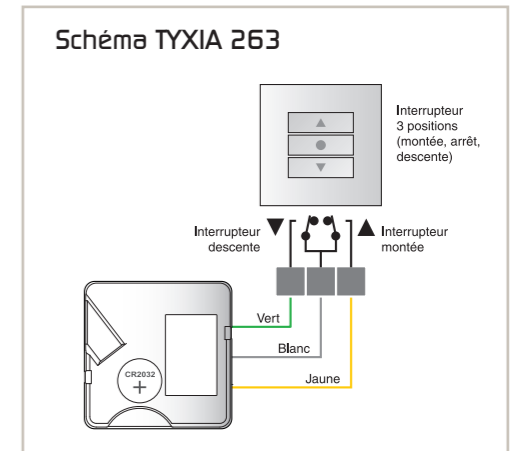 Schéma TYXIA 263
Interrupteur
3 positions
(montée, arrêt,
descente)
Interrupteur
descente
Interrupteur
montée
Vert
Blanc
CR2032
+
Jaune